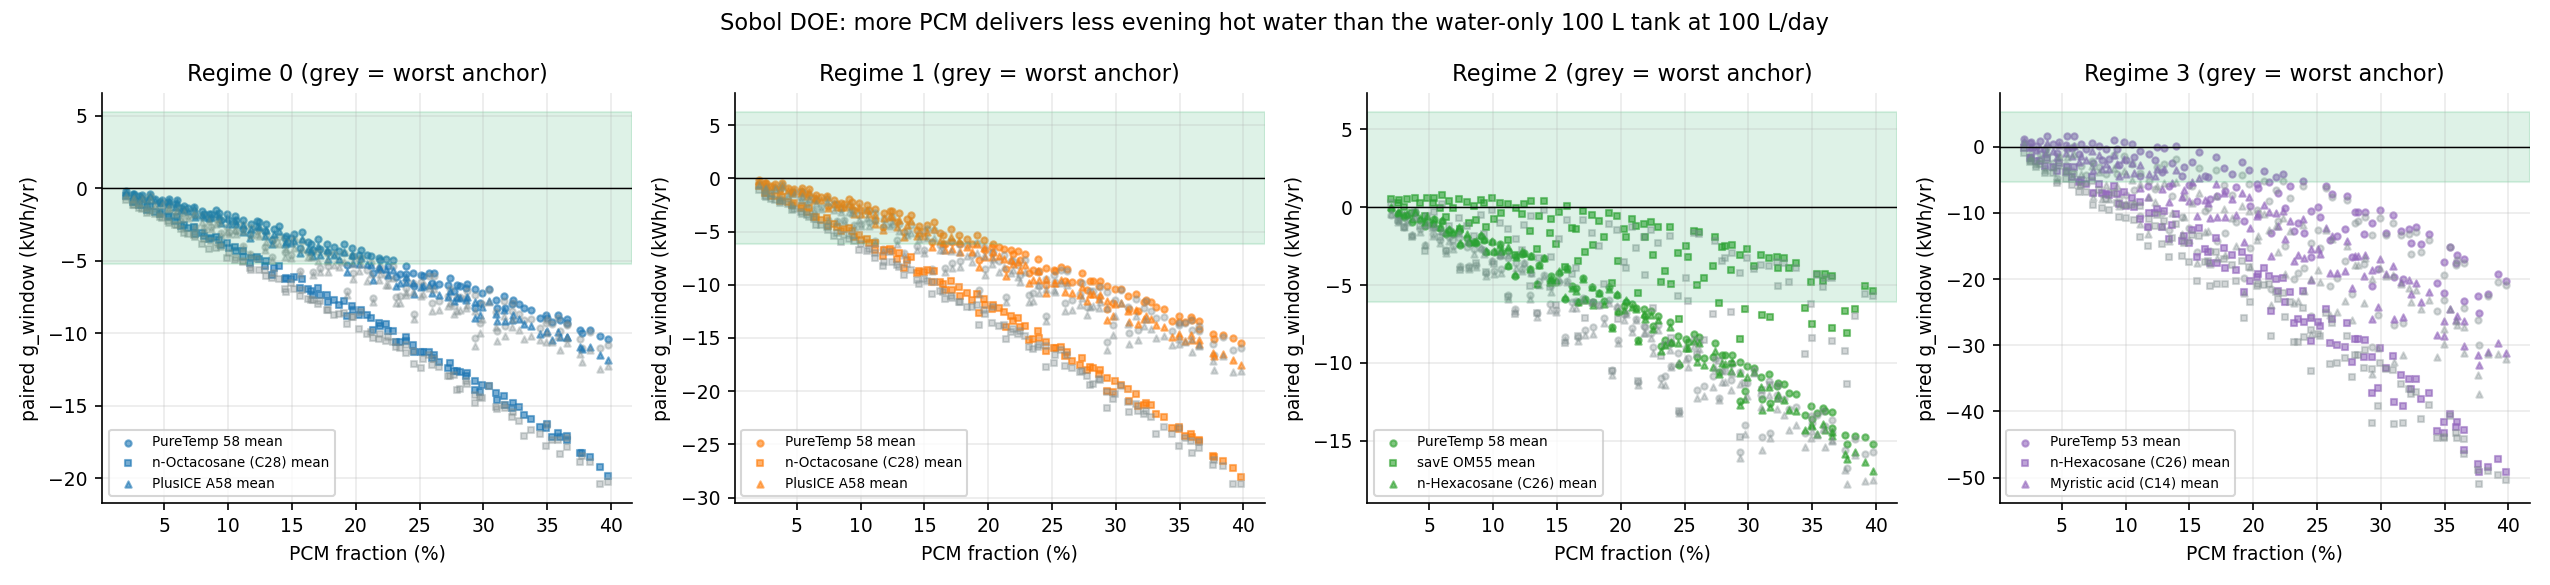 Sobol DOE: more PCM delivers less evening hot water than the water-only 100 L tank at 100 L/day
Regime 0 (grey = worst anchor)
paired g_window (kWh/yr)
5
0
−5
−10
−15
−20
PureTemp 58 mean
n-Octacosane (C28) mean
PlusICE A58 mean
5 10 15 20 25 30 35 40
PCM fraction (%)
Regime 1 (grey = worst anchor)
paired g_window (kWh/yr)
5
0
−5
−10
−15
−20
−25
−30
PureTemp 58 mean
n-Octacosane (C28) mean
PlusICE A58 mean
5 10 15 20 25 30 35 40
PCM fraction (%)
Regime 2 (grey = worst anchor)
paired g_window (kWh/yr)
5
0
−5
−10
−15
PureTemp 58 mean
savE OM55 mean
n-Hexacosane (C26) mean
5 10 15 20 25 30 35 40
PCM fraction (%)
Regime 3 (grey = worst anchor)
paired g_window (kWh/yr)
0
−10
−20
−30
−40
−50
PureTemp 53 mean
n-Hexacosane (C26) mean
Myristic acid (C14) mean
5 10 15 20 25 30 35 40
PCM fraction (%)